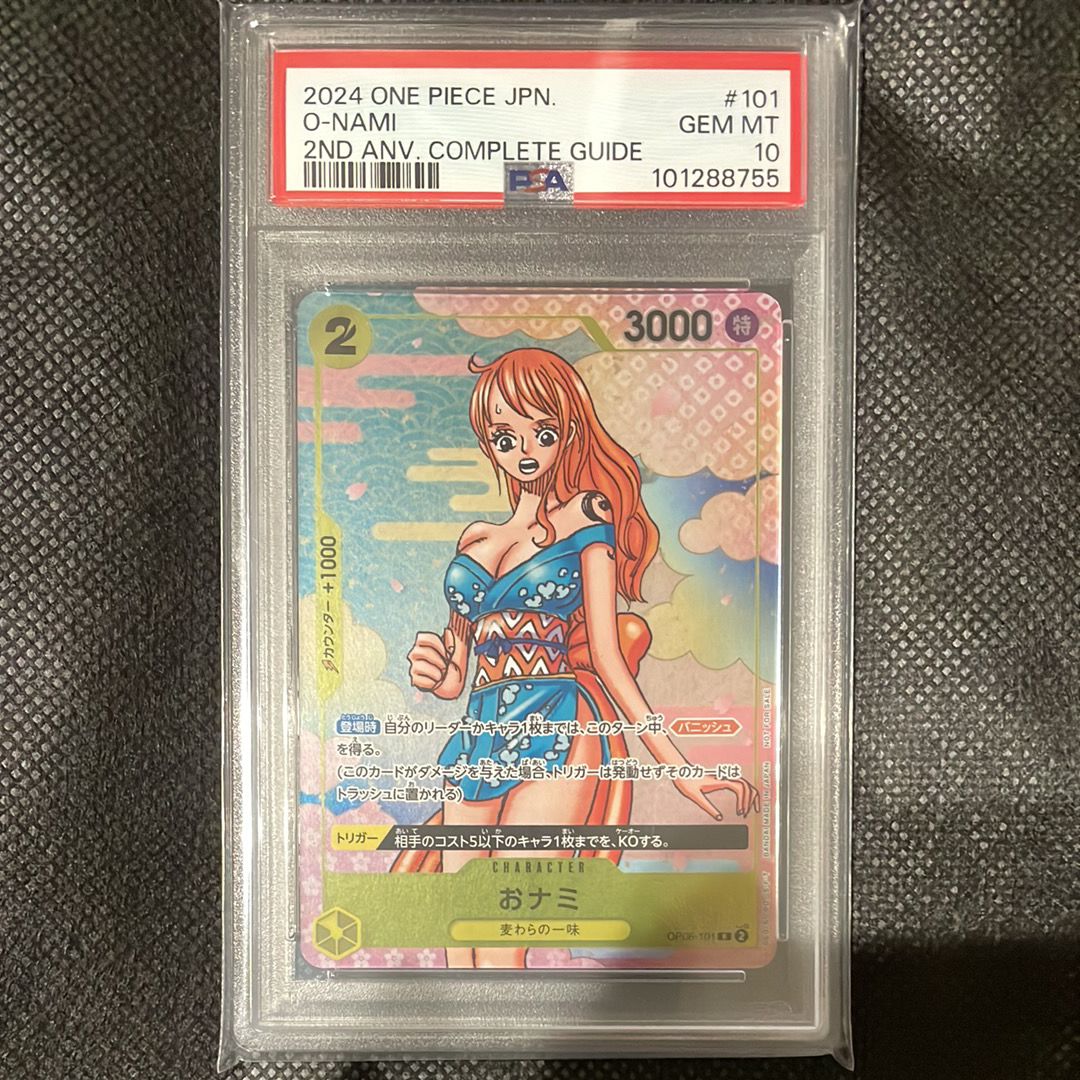 2024 ONE PIECE JPN. #101
O-NAMI GEM MT
2ND ANV. COMPLETE GUIDE 10
PSA 101288755
2 3000 特
カウンター +1000
登場時 自分のリーダーかキャラ1枚までは、このターン中、バニッシュ
を得る。
(このカードがダメージを与えた場合、トリガーは発動せずそのカードは
トラッシュに置かれる)
トリガー 相手のコスト5以下のキャラ1枚までを、KOする。
CHARACTER
おナミ
麦わらの一味
OP06-101 R 2
BANDAI MADE IN JAPAN NOT FOR SALE